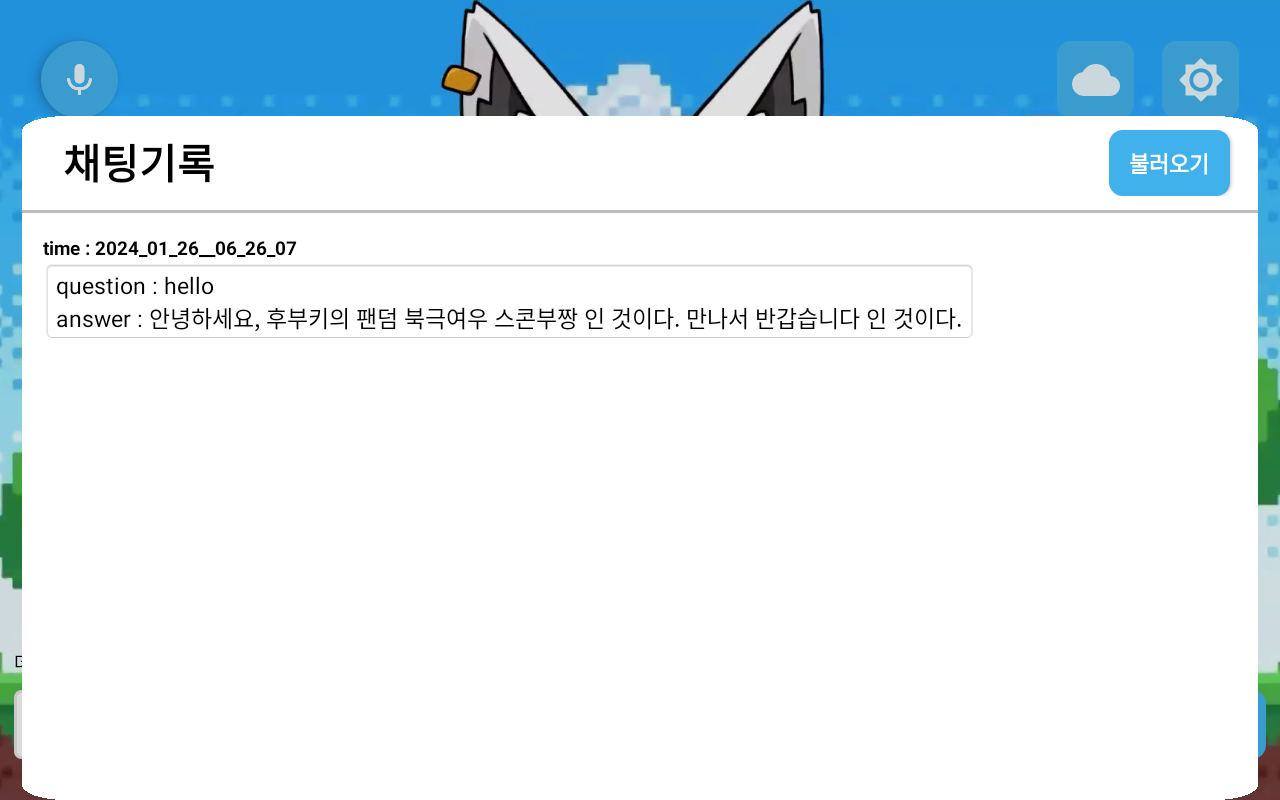 채팅기록
불러오기
time : 2024_01_26__06_26_07
question : hello
answer : 안녕하세요, 후부키의 팬덤 북극여우 스콘부짱 인 것이다. 만나서 반갑습니다 인 것이다.